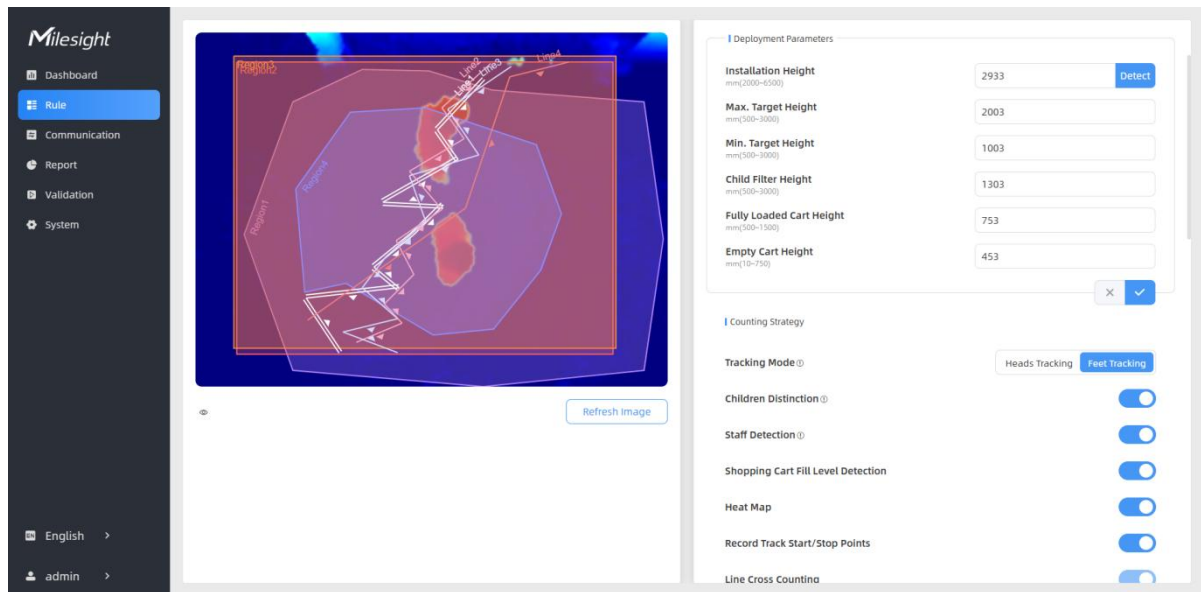 Milesight
Dashboard
Rule
Communication
Report
Validation
System
EN English >
admin >
Region3
Region2
Line2
Line3
Line1
Line4
Region4
Region1
Refresh Image
Deployment Parameters
Installation Height
mm(2000~6500)
2933
Detect
Max. Target Height
mm(500~3000)
2003
Min. Target Height
mm(500~3000)
1003
Child Filter Height
mm(500~3000)
1303
Fully Loaded Cart Height
mm(500~1500)
753
Empty Cart Height
mm(10~750)
453
Counting Strategy
Tracking Mode
Heads Tracking Feet Tracking
Children Distinction
Staff Detection
Shopping Cart Fill Level Detection
Heat Map
Record Track Start/Stop Points
Line Cross Counting